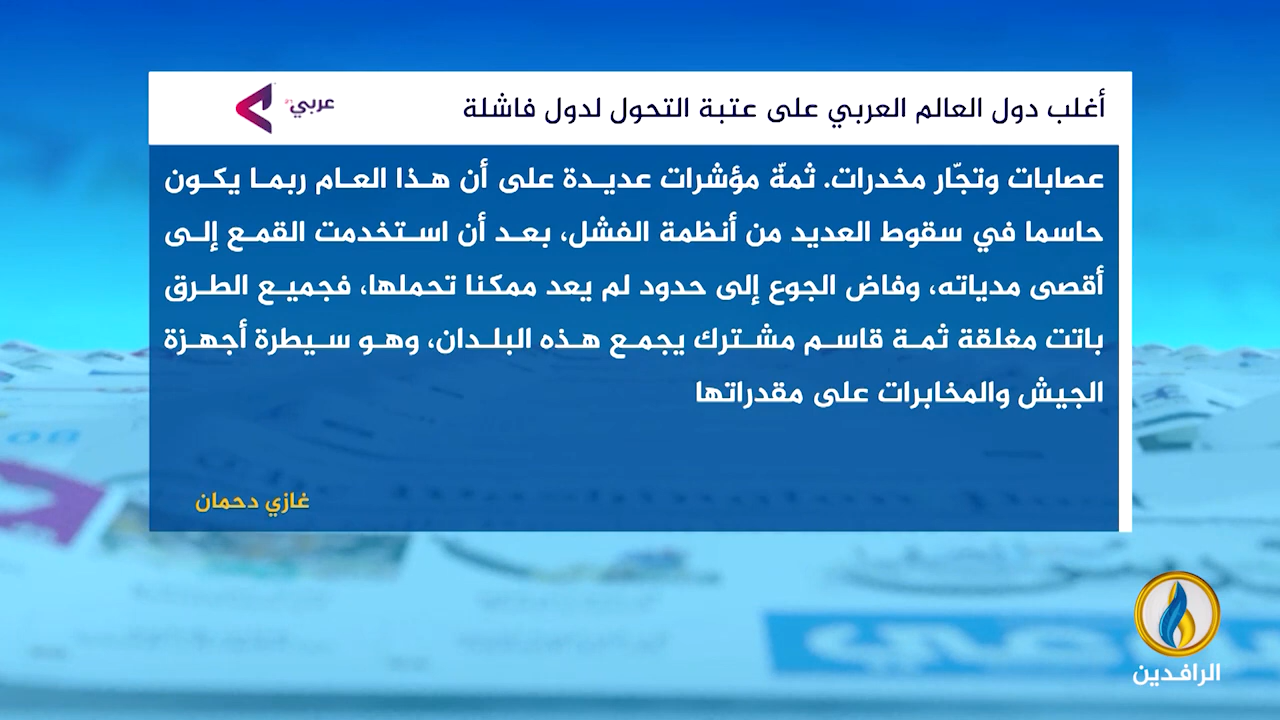 أغلب دول العالم العربي على عتبة التحول لدول فاشلة
عربي21
عصابات وتجّار مخدرات. ثمةّ مؤشرات عديدة على أن هذا العام ربما يكون
حاسما في سقوط العديد من أنظمة الفشل، بعد أن استخدمت القمع إلى
أقصى مدياته، وفاض الجوع إلى حدود لم يعد ممكنا تحملها، فجميع الطرق
باتت مغلقة ثمة قاسم مشترك يجمع هذه البلدان، وهو سيطرة أجهزة
الجيش والمخابرات على مقدراتها
غازي دحمان
الرافدين